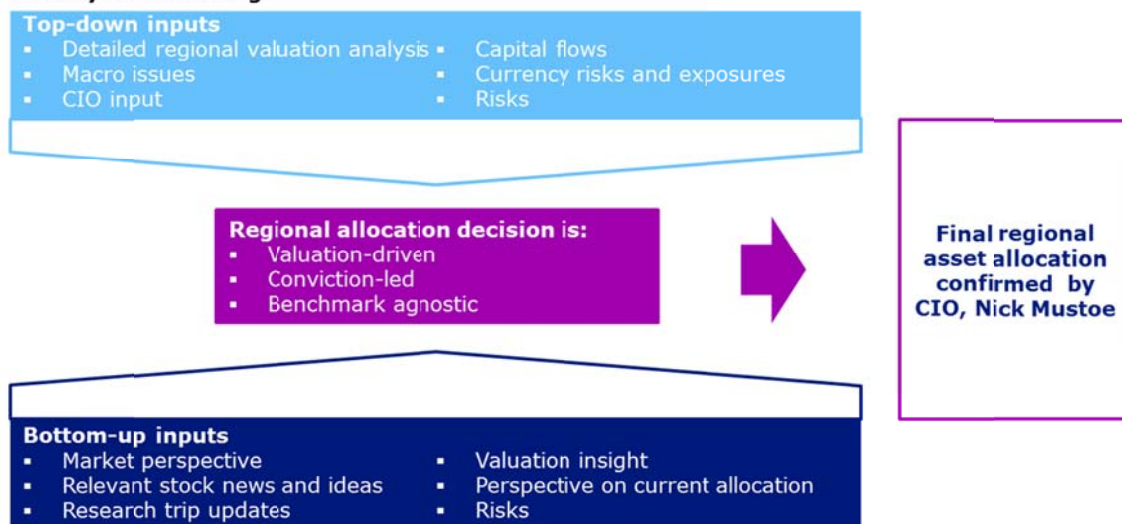 Top-down inputs
▪ Detailed regional valuation analysis
▪ Macro issues
▪ CIO input
▪ Capital flows
▪ Currency risks and exposures
▪ Risks
Regional allocation decision is:
▪ Valuation-driven
▪ Conviction-led
▪ Benchmark agnostic
Final regional
asset allocation
confirmed by
CIO, Nick Mustoe
Bottom-up inputs
▪ Market perspective
▪ Relevant stock news and ideas
▪ Research trip updates
▪ Valuation insight
▪ Perspective on current allocation
▪ Risks